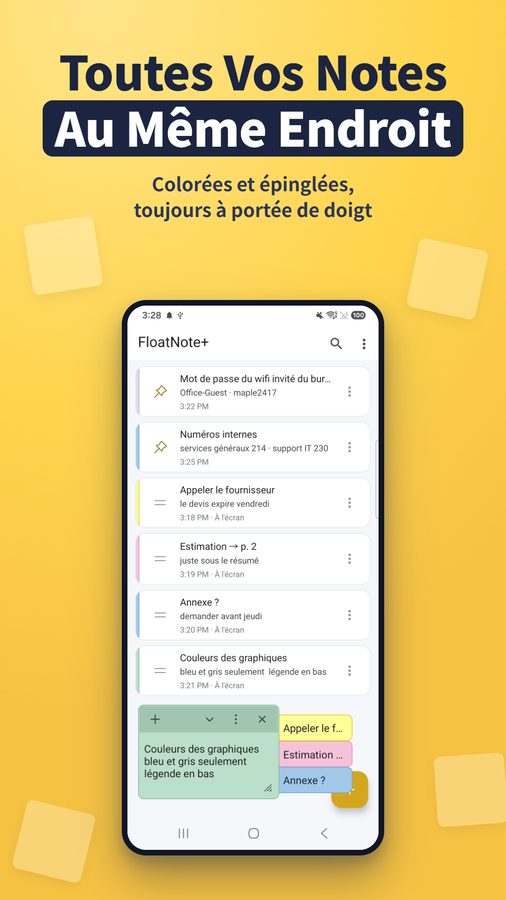 Toutes Vos Notes
Au Même Endroit
Colorées et épinglées,
toujours à portée de doigt
3:28
100
FloatNote+
Mot de passe du wifi invité du bur...
Office-Guest · maple2417
3:22 PM
Numéros internes
services généraux 214 · support IT 230
3:25 PM
Appeler le fournisseur
le devis expire vendredi
3:18 PM · À l'écran
Estimation → p. 2
juste sous le résumé
3:19 PM · À l'écran
Annexe ?
demander avant jeudi
3:20 PM · À l'écran
Couleurs des graphiques
bleu et gris seulement légende en bas
3:21 PM · À l'écran
Couleurs des graphiques
bleu et gris seulement
légende en bas
Appeler le f...
Estimation ...
Annexe ?